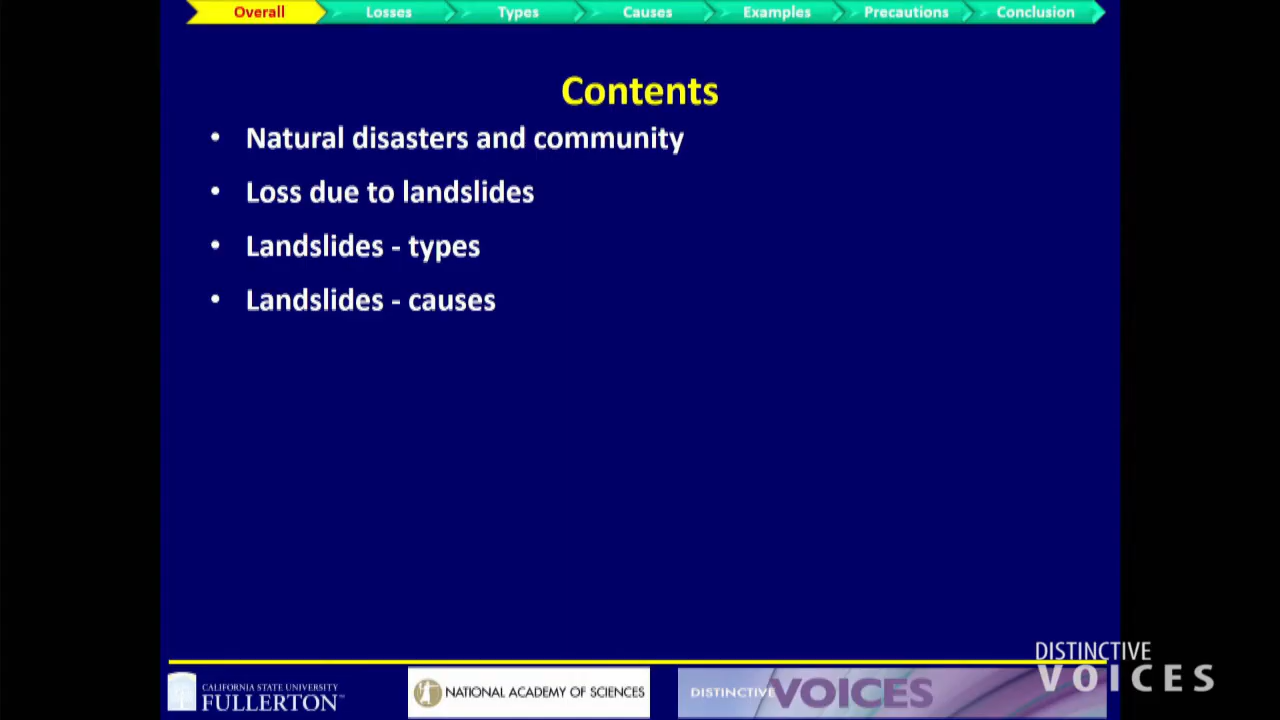 Overall
Losses
Types
Causes
Examples
Precautions
Conclusion
Contents
• Natural disasters and community
• Loss due to landslides
• Landslides - types
• Landslides - causes
DISTINCTIVE
VOICES
CALIFORNIA STATE UNIVERSITY
FULLERTON™
NATIONAL ACADEMY OF SCIENCES
DISTINCTIVE VOICES